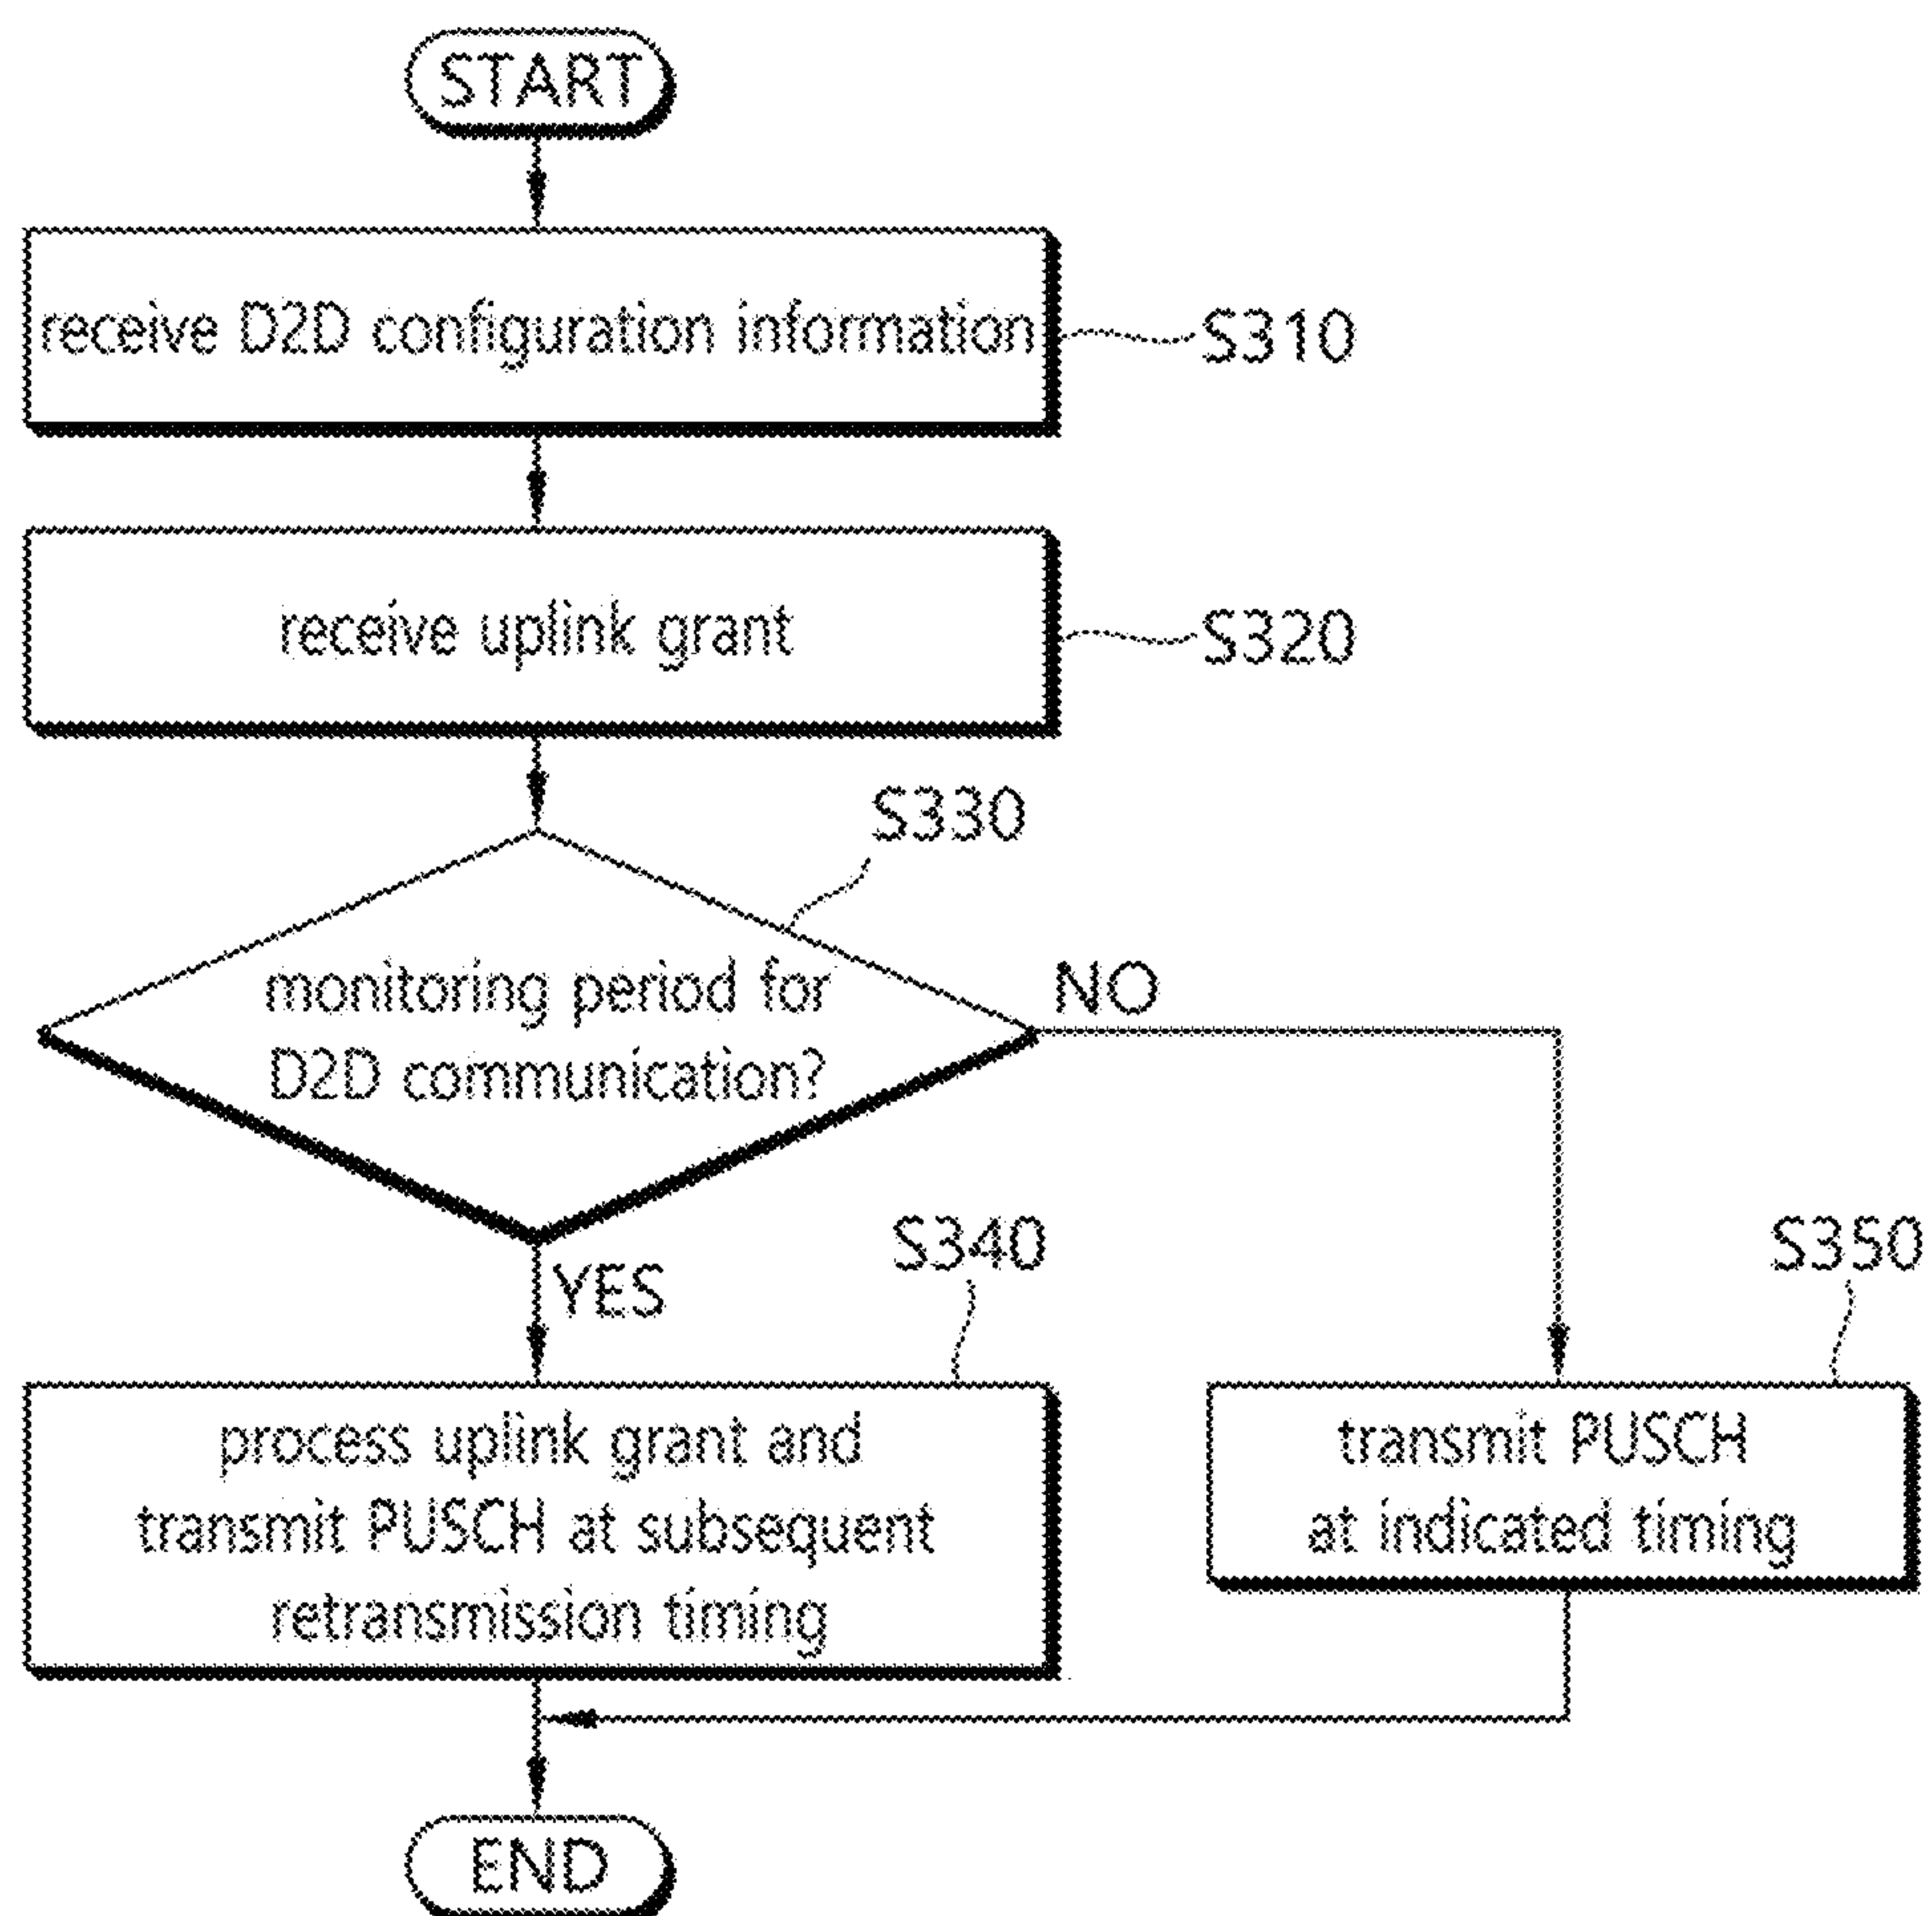 START
receive D2D configuration information
S310
receive uplink grant
S320
S330
monitoring period for
D2D communication?
NO
YES
S340
process uplink grant and
transmit PUSCH at subsequent
retransmission timing
S350
transmit PUSCH
at indicated timing
END